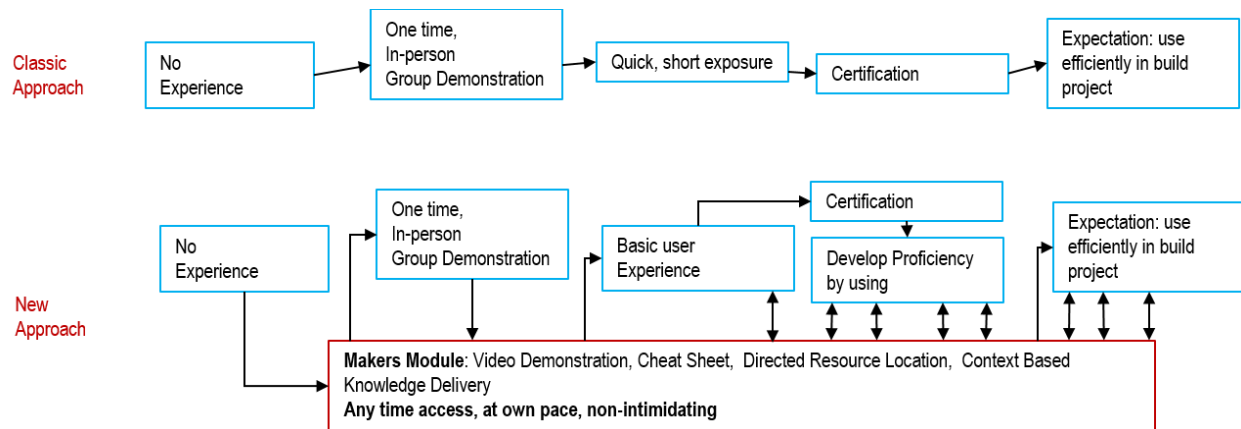 Classic
Approach
No
Experience
One time,
In-person
Group Demonstration
Quick, short exposure
Certification
Expectation: use
efficiently in build
project
New
Approach
No
Experience
One time,
In-person
Group Demonstration
Basic user
Experience
Certification
Develop Proficiency
by using
Expectation: use
efficiently in build
project
Makers Module: Video Demonstration, Cheat Sheet, Directed Resource Location, Context Based
Knowledge Delivery
Any time access, at own pace, non-intimidating